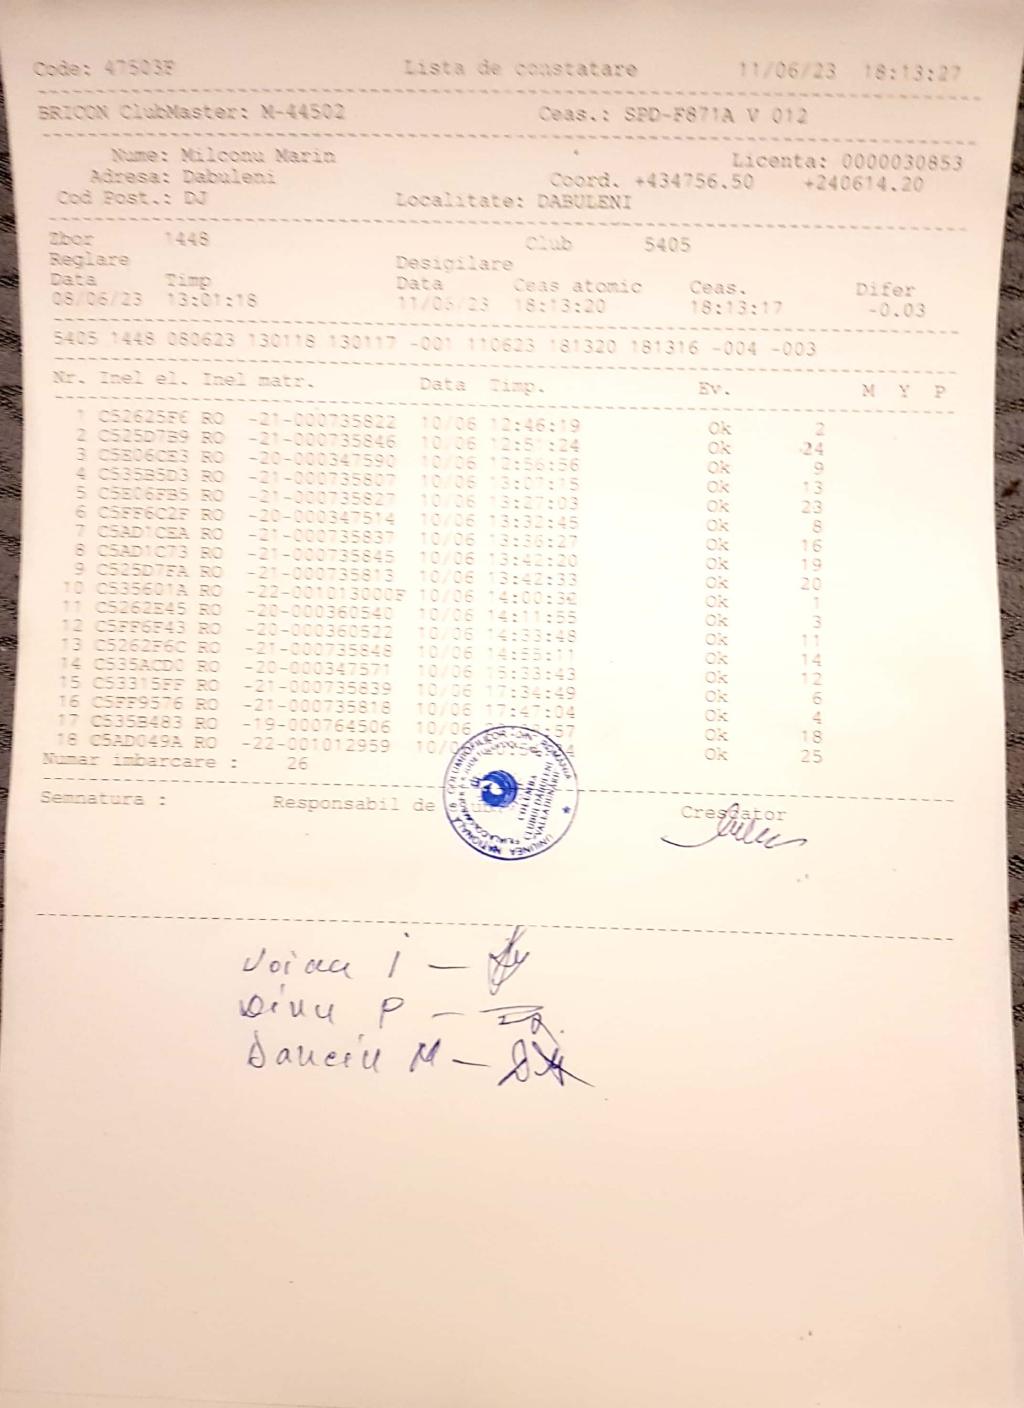 Code: 47503F Lista de constatare 11/06/23 18:13:27
BRICON ClubMaster: M-44502 Ceas.: SPD-F871A V 012
Nume: Milconu Marin Licenta: 0000030853
Adresa: Dabuleni Coord. +434756.50 +240614.20
Cod Post.: DJ Localitate: DABULENI
Zbor 1448 Club 5405
Reglare Desigilare
Data Timp Data Ceas atomic Ceas. Difer
08/06/23 13:01:18 11/06/23 18:13:20 18:13:17 -0.03
5405 1448 080623 130118 130117 -001 110623 181320 181316 -004 -003
Nr. Inel el. Inel matr. Data Timp. Ev. M Y P
1 C52625F6 RO -21-000735822 10/06 12:46:19 Ok 2
2 C525D7B9 RO -21-000735846 10/06 12:51:24 Ok 24
3 C5E06CE3 RO -20-000347590 10/06 12:56:56 Ok 9
4 C535B5D3 RO -21-000735807 10/06 13:07:15 Ok 13
5 C5E06FB5 RO -21-000735827 10/06 13:27:03 Ok 23
6 C5FF6C2F RO -20-000347514 10/06 13:32:45 Ok 8
7 C5AD1CEA RO -21-000735837 10/06 13:36:27 Ok 16
8 C5AD1C73 RO -21-000735845 10/06 13:42:20 Ok 19
9 C525D7FA RO -21-000735813 10/06 13:42:33 Ok 20
10 C535601A RO -22-001013000F 10/06 14:00:32 Ok 1
11 C5262E45 RO -20-000360540 10/06 14:11:55 Ok 3
12 C5FF6F43 RO -20-000360522 10/06 14:33:48 Ok 11
13 C5262F6C RO -21-000735848 10/06 14:55:11 Ok 14
14 C535ACD0 RO -20-000347571 10/06 15:33:43 Ok 12
15 C53315FF RO -21-000735839 10/06 17:34:49 Ok 6
16 C5FF9576 RO -21-000735818 10/06 17:47:04 Ok 4
17 C535B483 RO -19-000764506 10/06 Ok 18
18 C5AD049A RO -22-001012959 Ok 25
Numar imbarcare : 26
Semnatura : Responsabil de Crescator
UNIUNEA NATIONALA COLUMBOFILILOR DIN ROMANIA
COLUMBA
CLUBUL DABULENI
VALEA DUNARII
Voicu I —
Dinu P —
Danciu M —